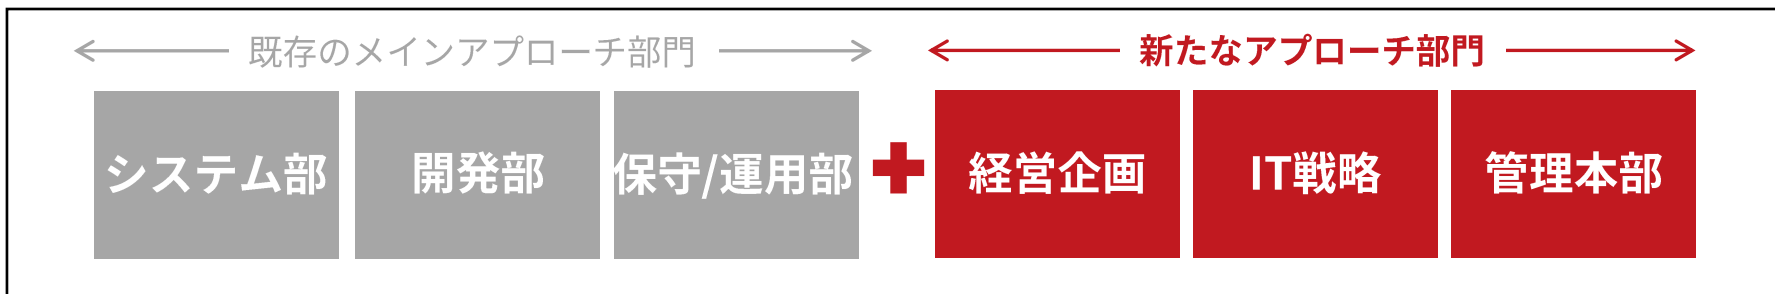 既存のメインアプローチ部門
新たなアプローチ部門
システム部
開発部
保守/運用部
経営企画
IT戦略
管理本部